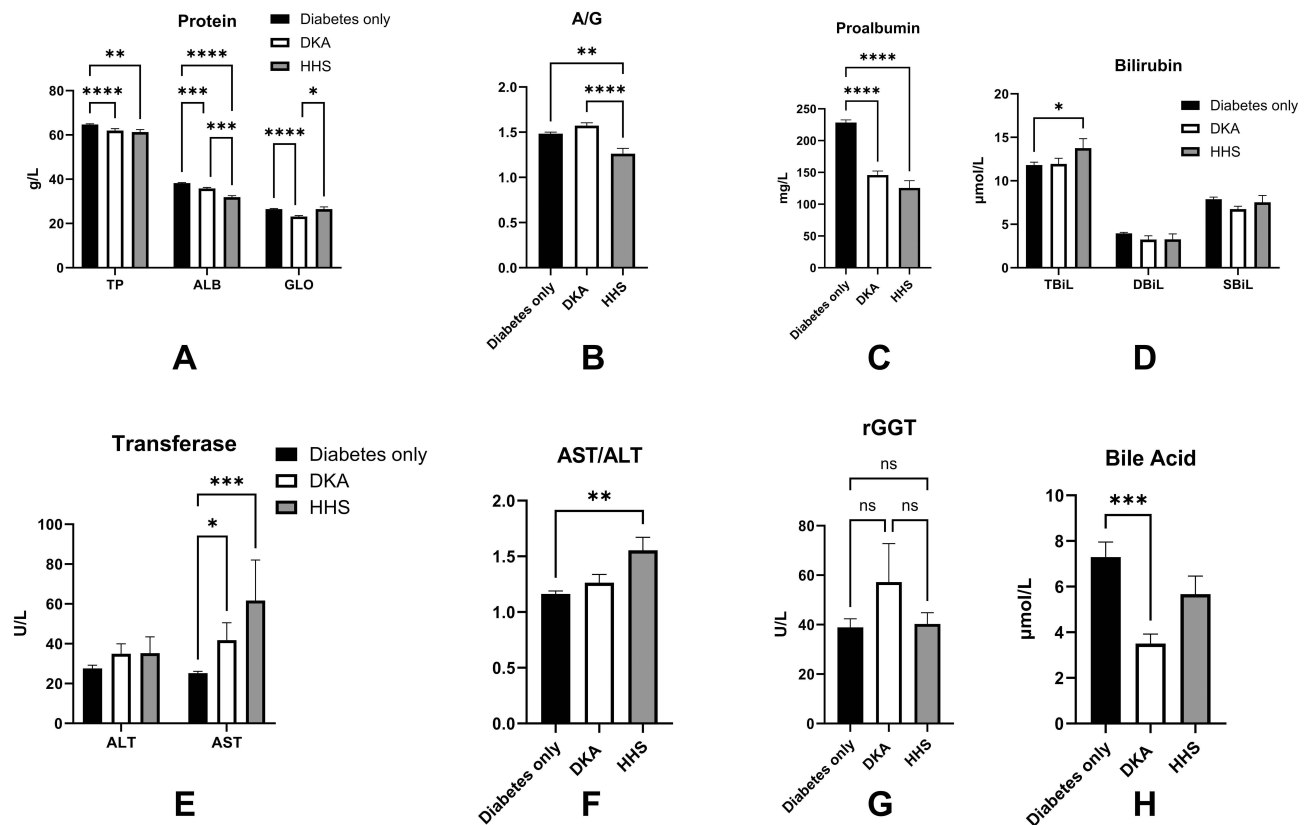 Protein
Diabetes only
DKA
HHS
** **** *
**** *** ***
****
80
60
40
20
0
g/L
TP ALB GLO
A
A/G
**
****
2.0
1.5
1.0
0.5
0.0
Diabetes only DKA HHS
B
Proalbumin
****
****
250
200
150
100
50
0
mg/L
Diabetes only DKA HHS
C
Bilirubin
Diabetes only
DKA
HHS
*
20
15
10
5
0
µmol/L
TBiL DBiL SBiL
D
Transferase
Diabetes only
DKA
HHS
***
*
100
80
60
40
20
0
U/L
ALT AST
E
AST/ALT
**
2.0
1.5
1.0
0.5
0.0
Diabetes only DKA HHS
F
rGGT
ns
ns ns
80
60
40
20
0
U/L
Diabetes only DKA HHS
G
Bile Acid
***
10
8
6
4
2
0
µmol/L
Diabetes only DKA HHS
H